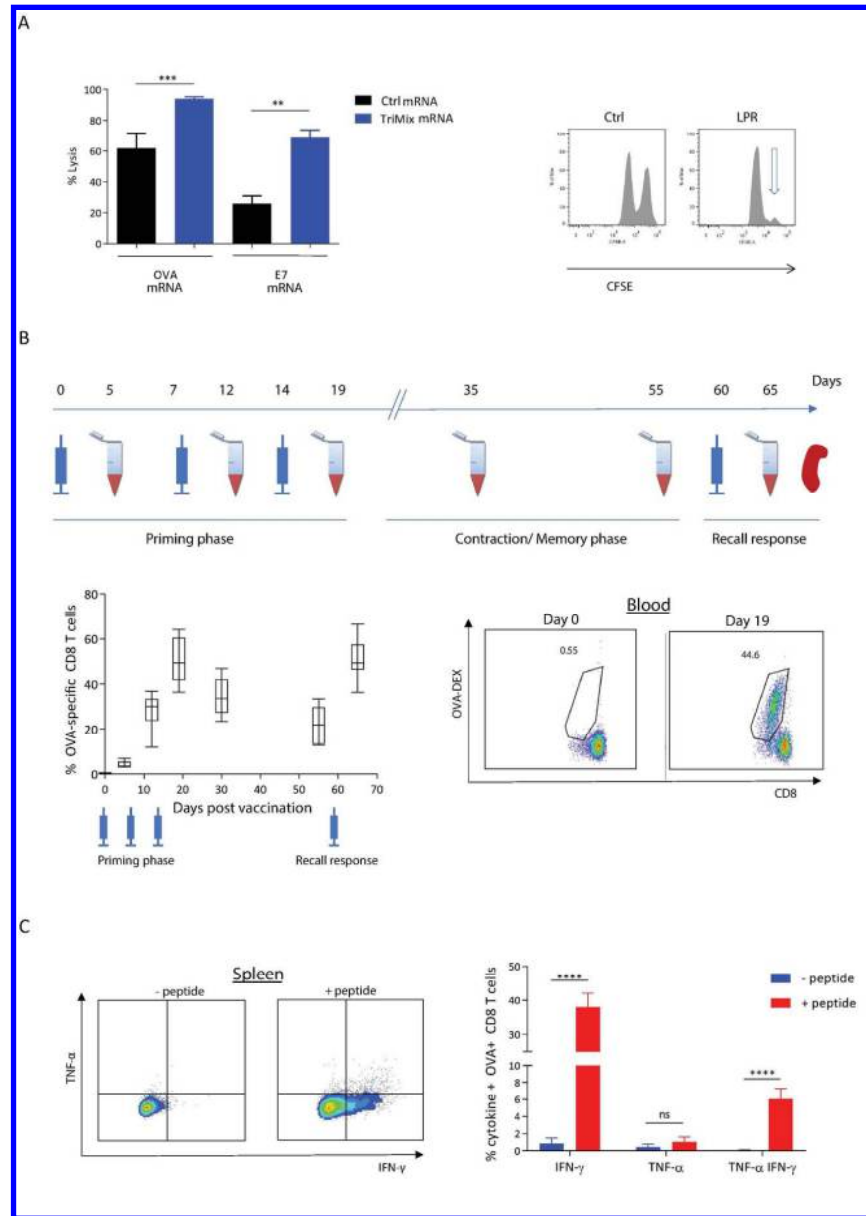 A
***
**
Ctrl mRNA
TriMix mRNA
100
80
60
40
20
0
% Lysis
OVA
mRNA
E7
mRNA
Ctrl
LPR
CFSE
B
0 5 7 12 14 19 35 55 60 65 Days
Priming phase
Contraction/ Memory phase
Recall response
80
60
40
20
0
% OVA-specific CD8 T cells
0 10 20 30 40 50 60 70
Days post vaccination
Priming phase
Recall response
Blood
Day 0
Day 19
0.55
44.6
OVA-DEX
CD8
C
Spleen
- peptide
+ peptide
TNF-α
IFN-γ
50
40
30
10
8
6
4
2
0
% cytokine + OVA+ CD8 T cells
****
ns
****
- peptide
+ peptide
IFN-γ
TNF-α
TNF-α IFN-γ